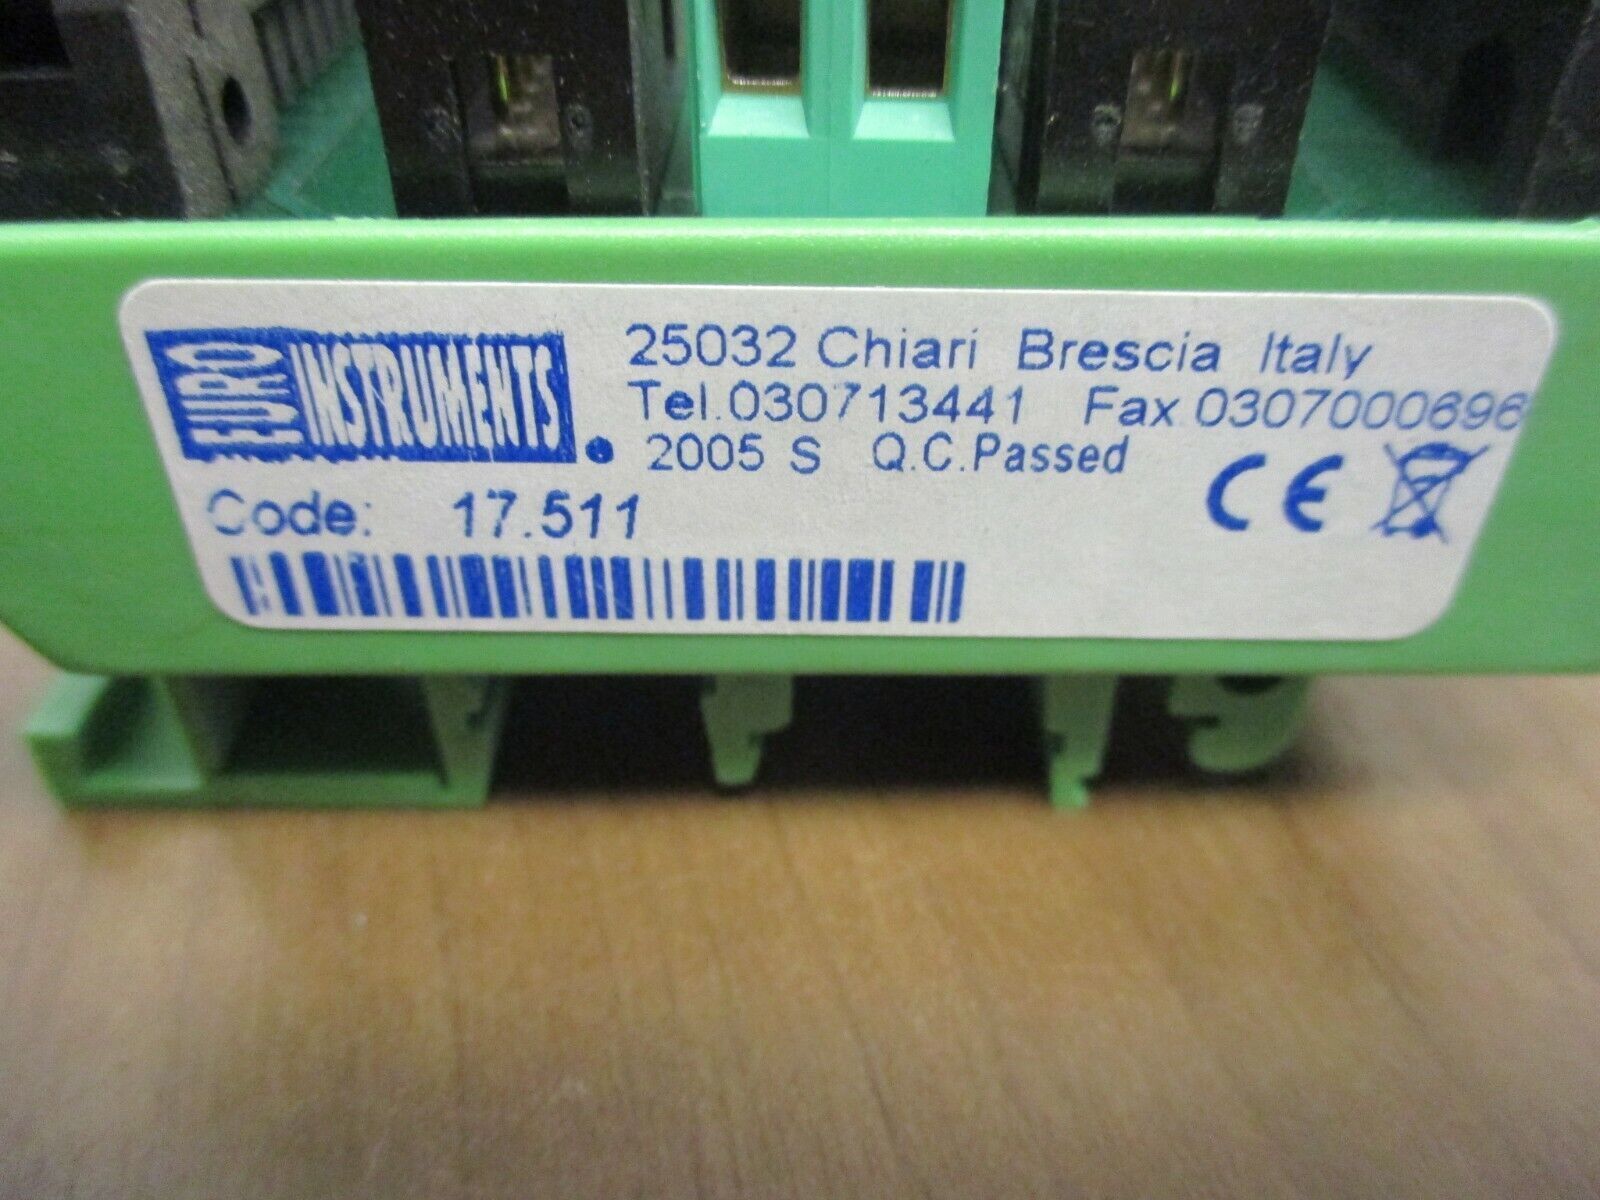 EURO INSTRUMENTS.
25032 Chiari Brescia Italy
Tel.030713441 Fax.0307000696
2005 S Q.C.Passed
CE
Code: 17.511